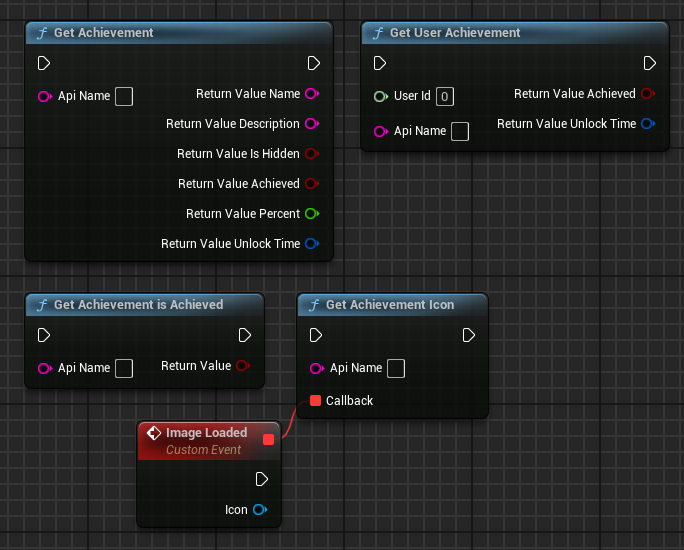 Get Achievement
Api Name
Return Value Name
Return Value Description
Return Value Is Hidden
Return Value Achieved
Return Value Percent
Return Value Unlock Time
Get User Achievement
User Id 0
Return Value Achieved
Api Name
Return Value Unlock Time
Get Achievement is Achieved
Api Name
Return Value
Get Achievement Icon
Api Name
Callback
Image Loaded
Custom Event
Icon